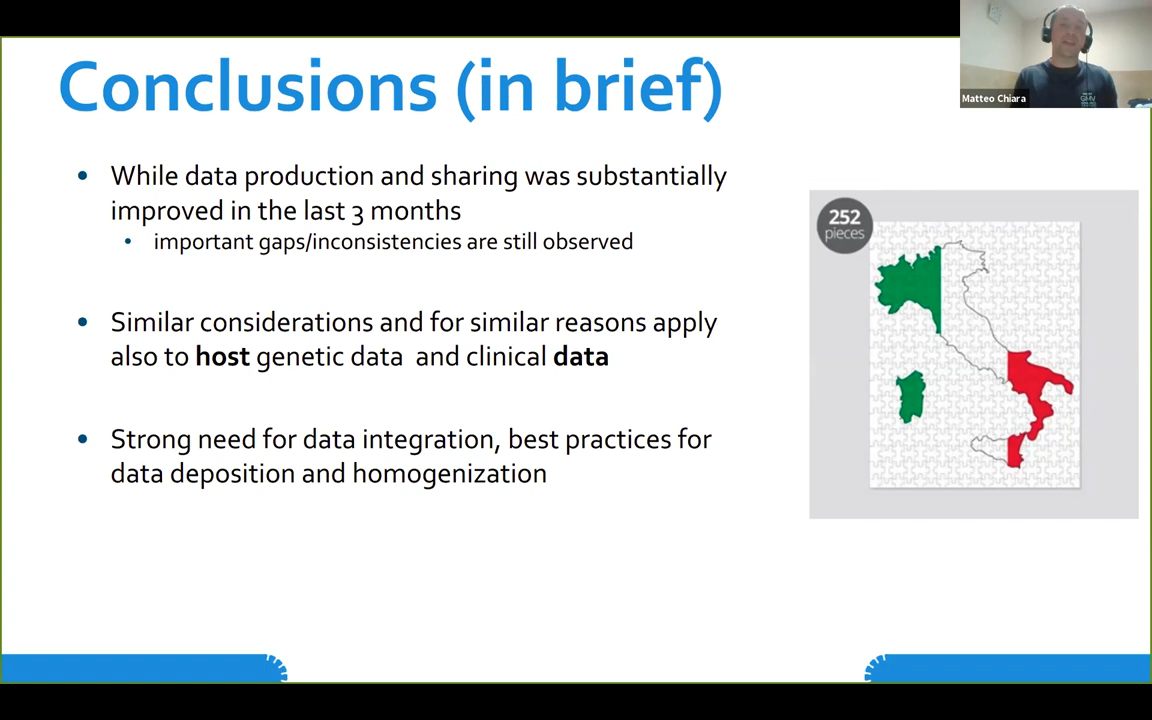 Conclusions (in brief)
Matteo Chiara
• While data production and sharing was substantially
improved in the last 3 months
• important gaps/inconsistencies are still observed
252
pieces
• Similar considerations and for similar reasons apply
also to host genetic data and clinical data
• Strong need for data integration, best practices for
data deposition and homogenization